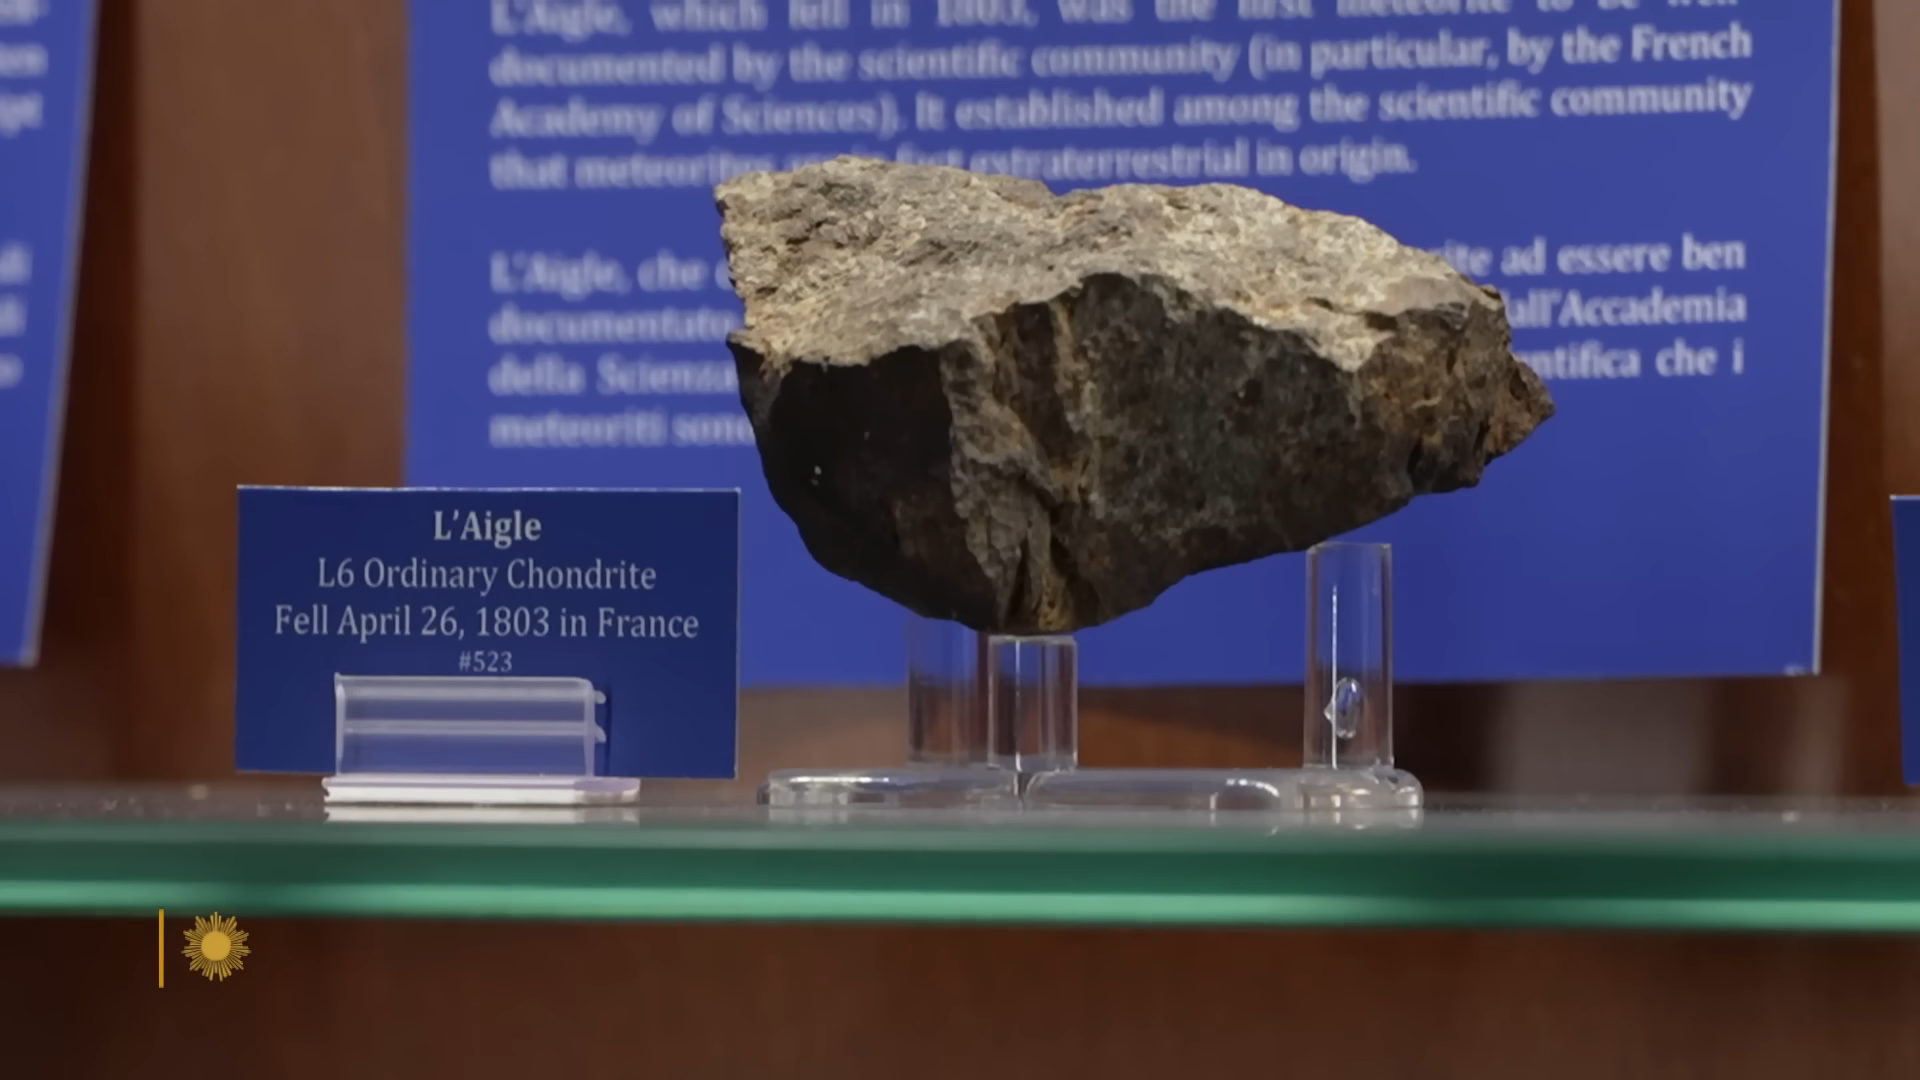 L'Aigle, which fell in 1803, was the first meteorite to be well
documented by the scientific community (in particular, by the French
Academy of Sciences). It established among the scientific community
that meteorites in fact extraterrestrial in origin.
L'Aigle, che ite ad essere ben
documentato all'Accademia
della Scienza ntifica che i
meteoriti sono
L'Aigle
L6 Ordinary Chondrite
Fell April 26, 1803 in France
#523